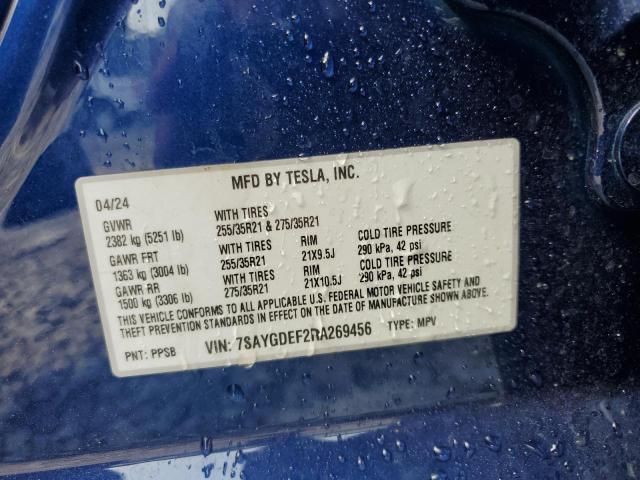 MFD BY TESLA, INC.
04/24
GVWR WITH TIRES
2382 kg (5251 lb) 255/35R21 & 275/35R21
GAWR FRT WITH TIRES RIM COLD TIRE PRESSURE
1363 kg (3004 lb) 255/35R21 21X9.5J 290 kPa, 42 psi
GAWR RR WITH TIRES RIM COLD TIRE PRESSURE
1500 kg (3306 lb) 275/35R21 21X10.5J 290 kPa, 42 psi
THIS VEHICLE CONFORMS TO ALL APPLICABLE U.S. FEDERAL MOTOR VEHICLE SAFETY AND
THEFT PREVENTION STANDARDS IN EFFECT ON THE DATE OF MANUFACTURE SHOWN ABOVE.
PNT: PPSB VIN: 7SAYGDEF2RA269456 TYPE: MPV